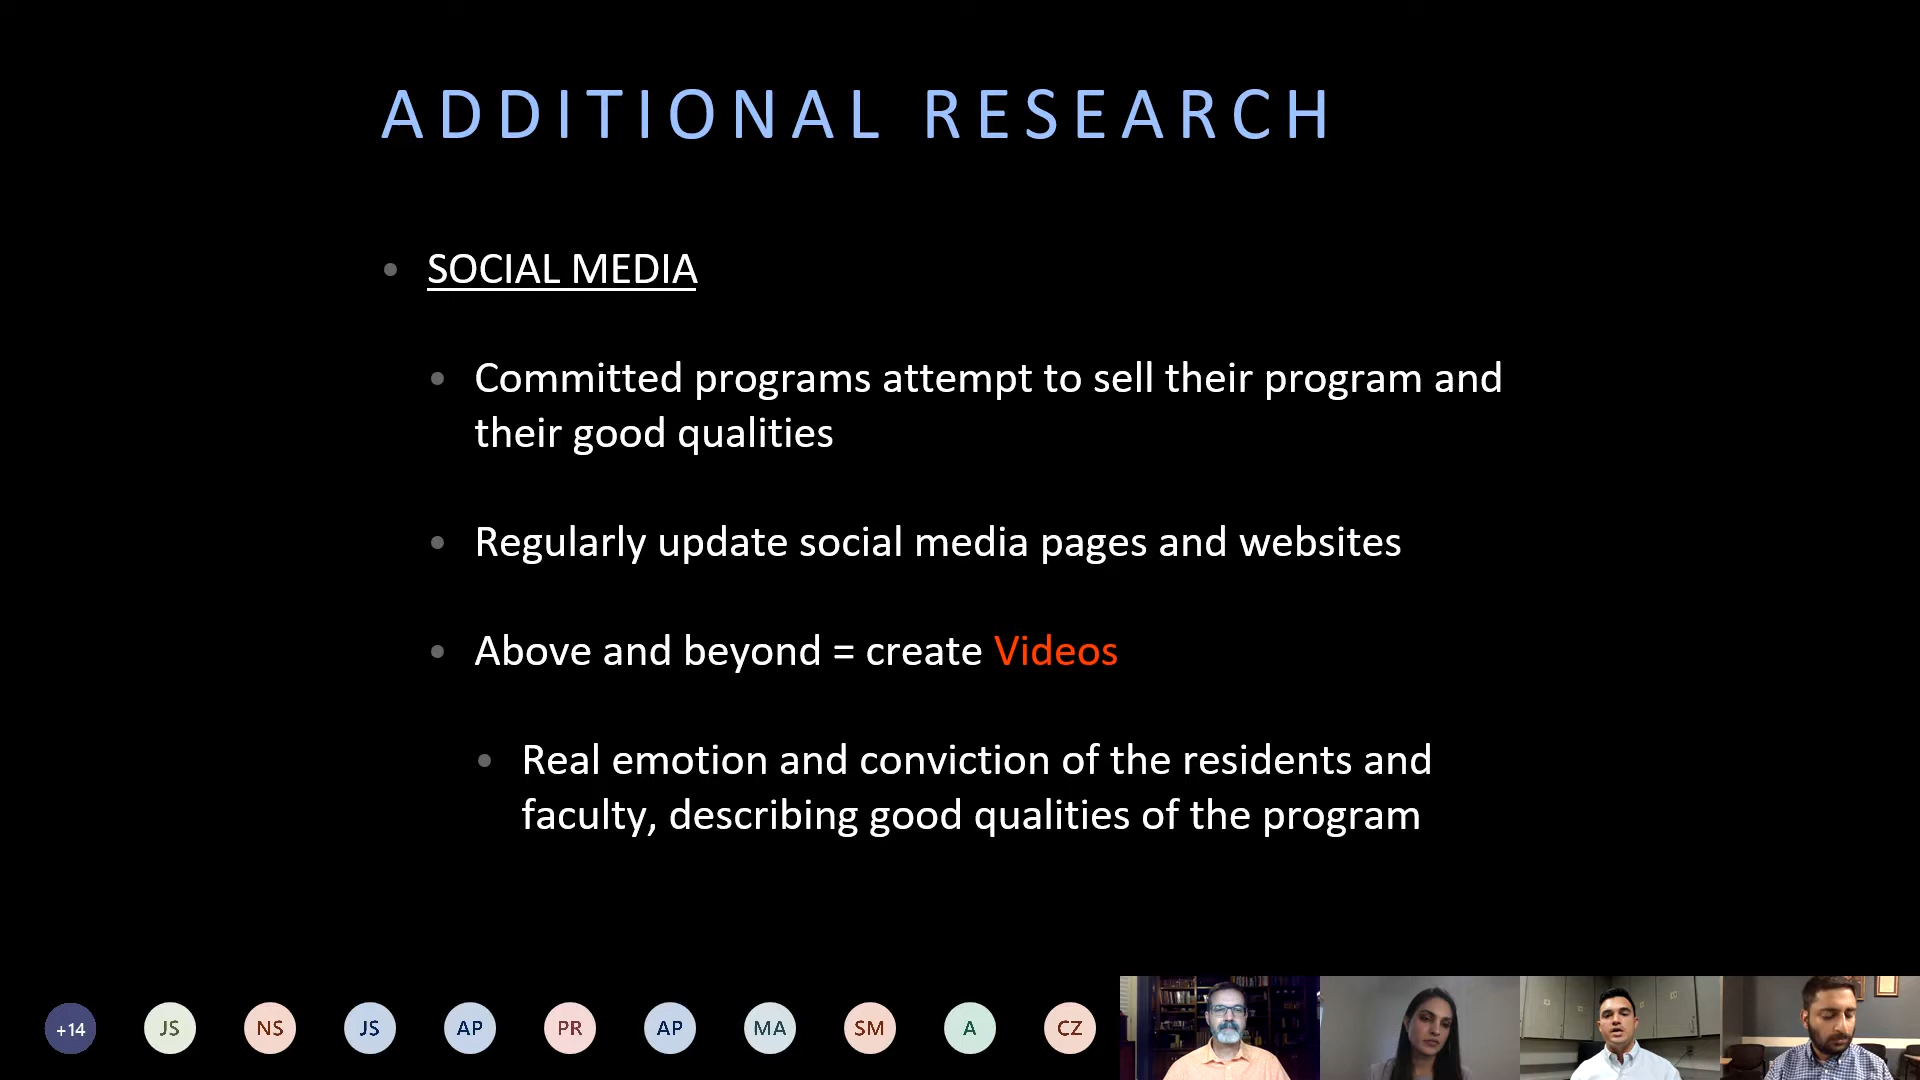 ADDITIONAL RESEARCH
• SOCIAL MEDIA
• Committed programs attempt to sell their program and
their good qualities
• Regularly update social media pages and websites
• Above and beyond = create Videos
• Real emotion and conviction of the residents and
faculty, describing good qualities of the program
+14 JS NS JS AP PR AP MA SM A CZ